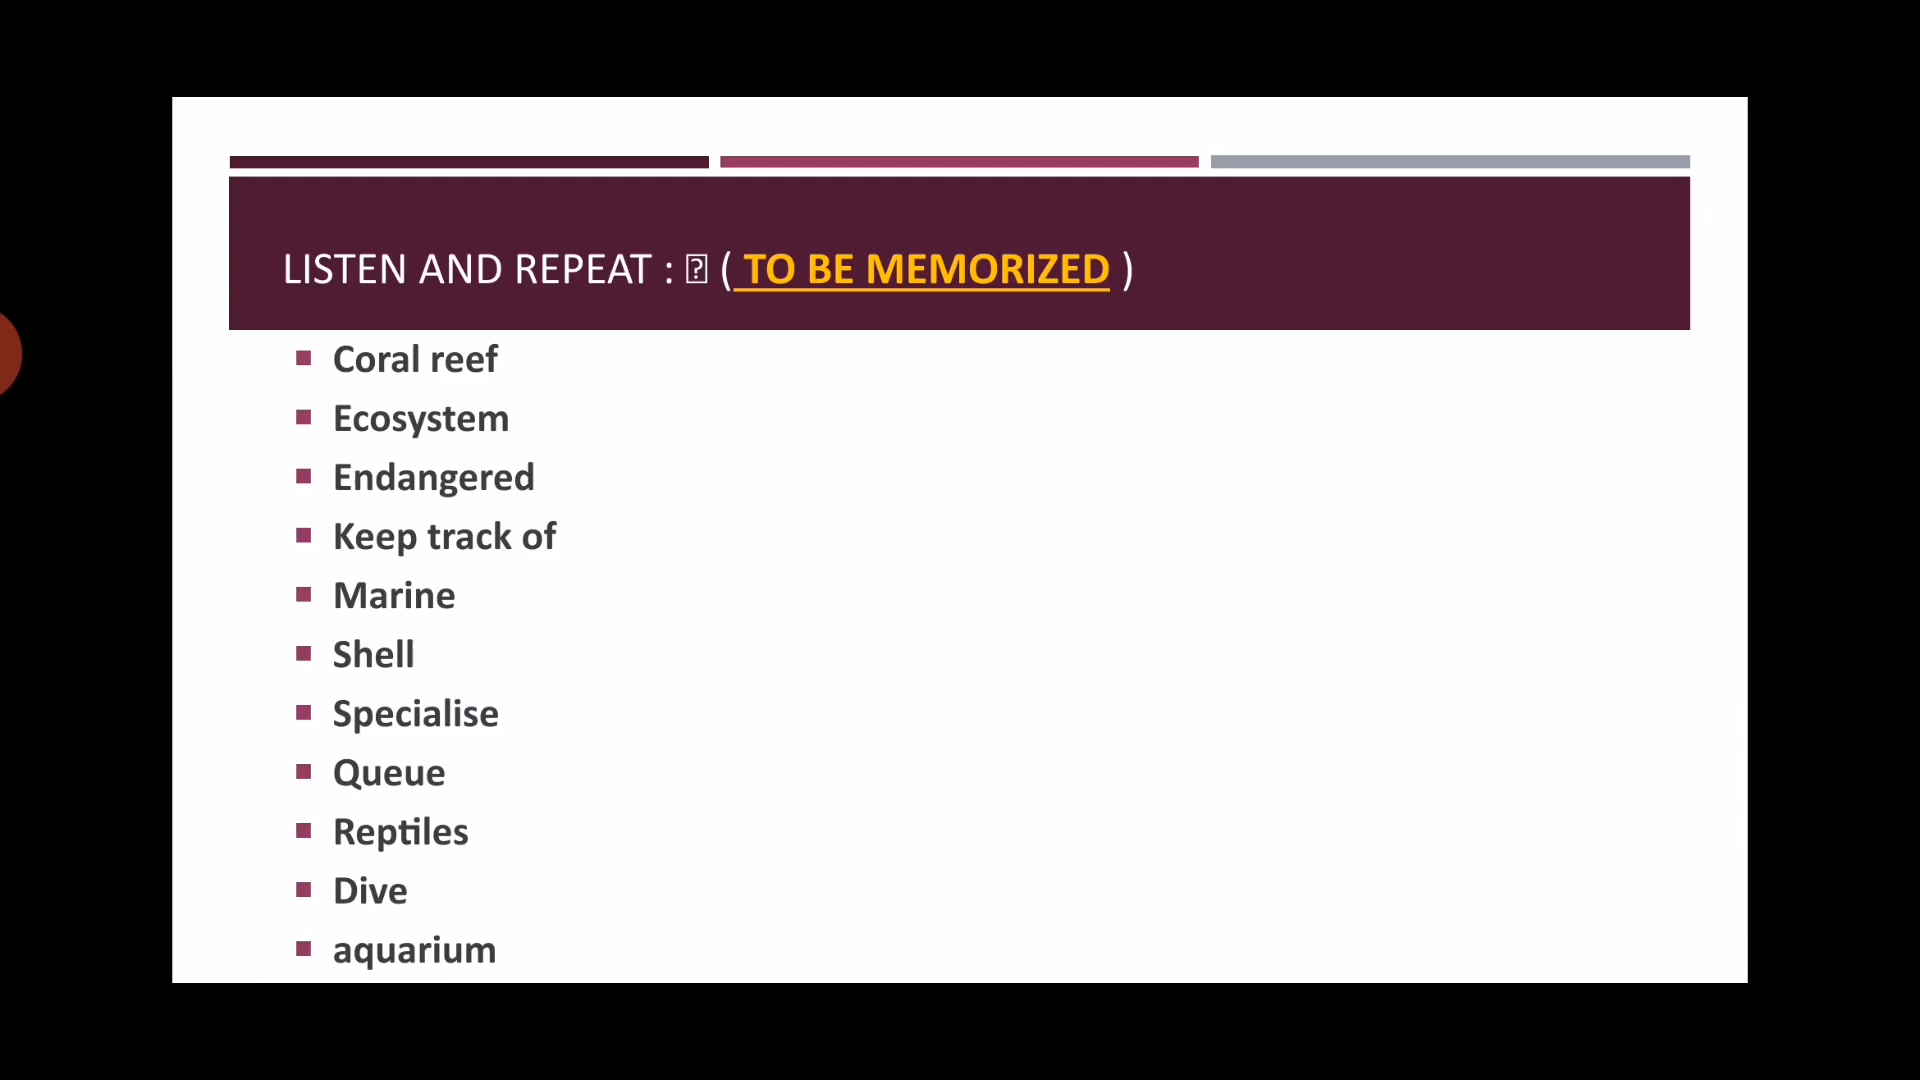 LISTEN AND REPEAT : ( TO BE MEMORIZED )
Coral reef
Ecosystem
Endangered
Keep track of
Marine
Shell
Specialise
Queue
Reptiles
Dive
aquarium